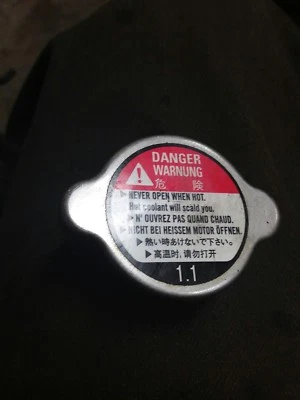 DANGER
WARNUNG
危 険
▶NEVER OPEN WHEN HOT.
Hot coolant will scald you.
▶N' OUVREZ PAS QUAND CHAUD.
▶NICHT BEI HEISSEM MOTOR ÖFFNEN.
▶熱い時あけないで下さい。
▶高温时,请勿打开
1.1